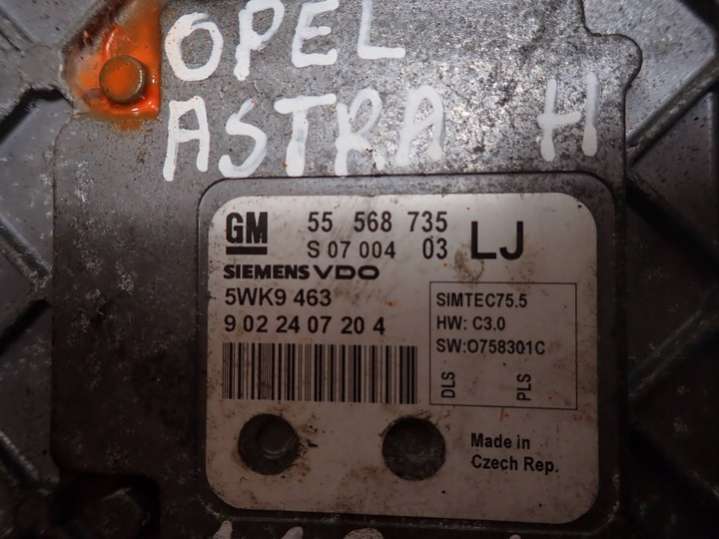 OPEL
ASTRA H
GM 55 568 735 LJ
S 07 004 03
SIEMENS VDO
5WK9 463
9 02 24 07 20 4
SIMTEC75.5
HW: C3.0
SW:O758301C
DLS PLS
Made in
Czech Rep.